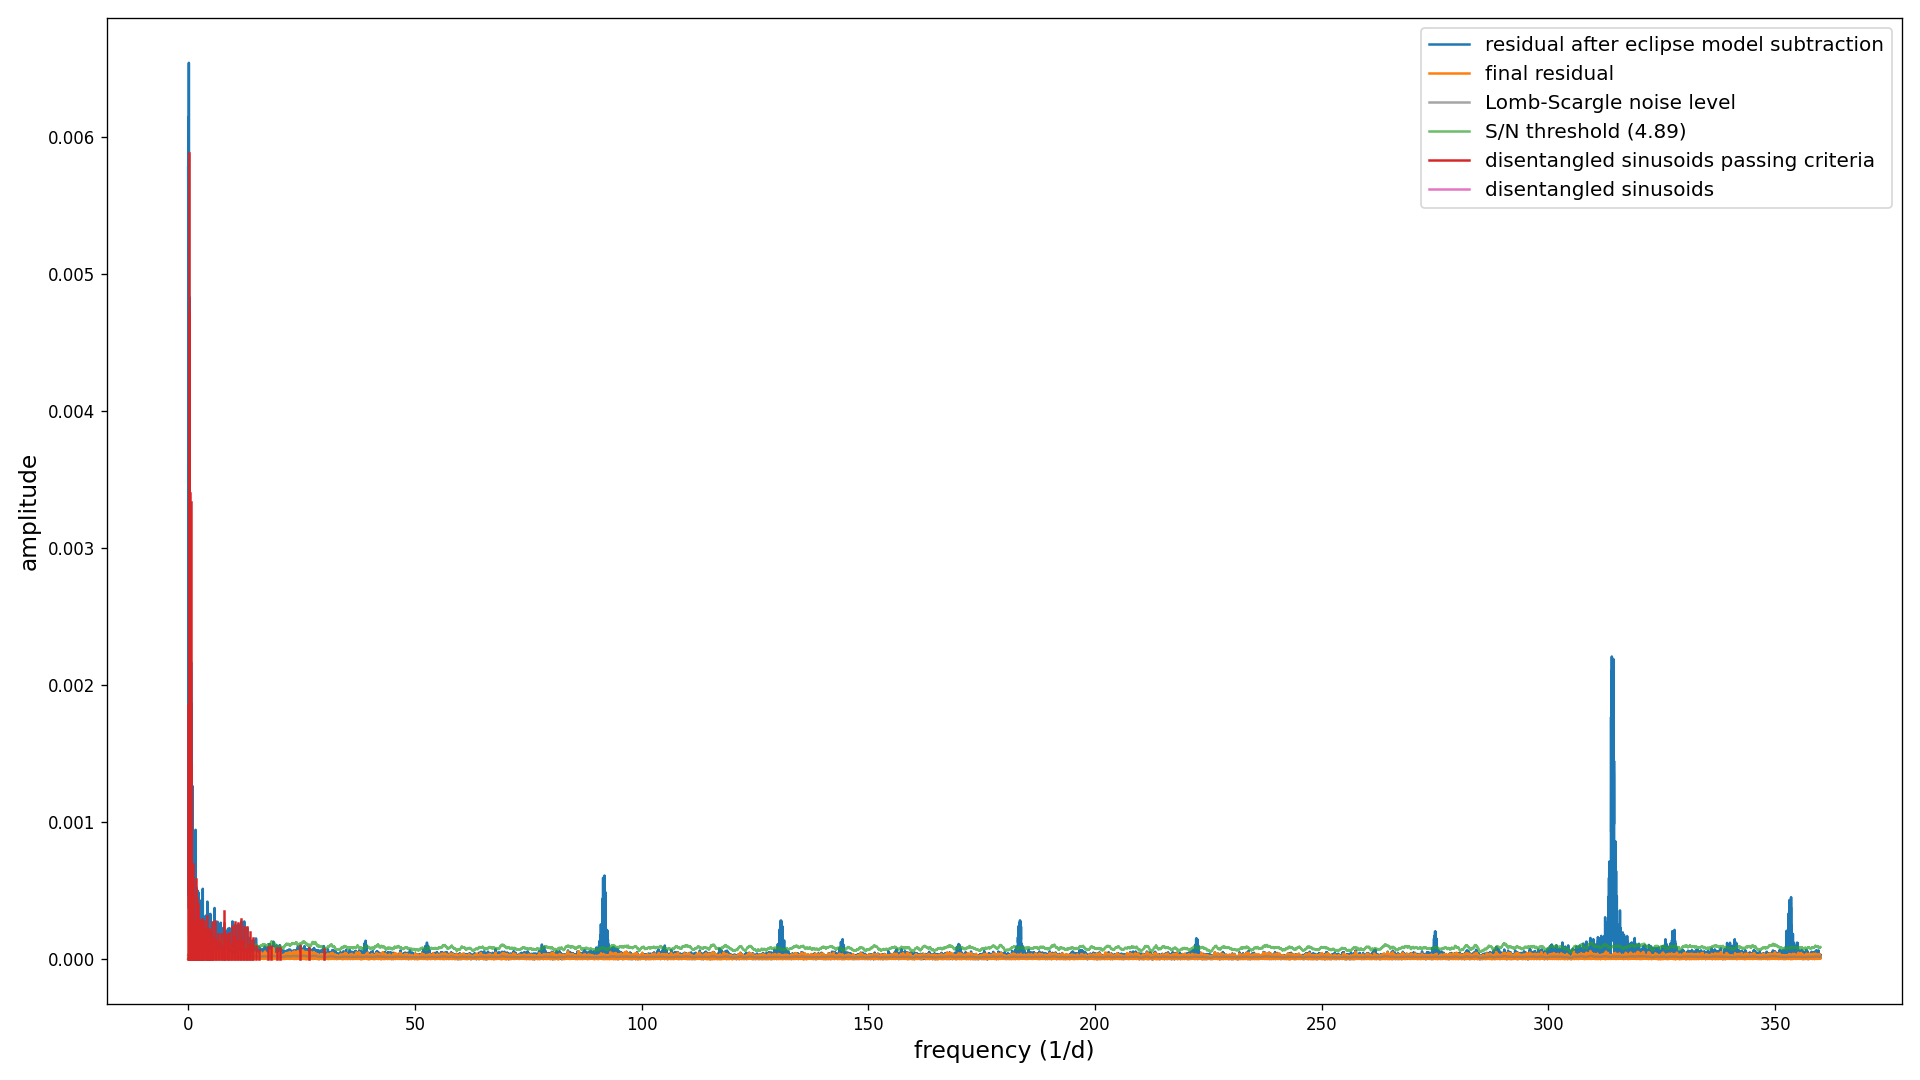 residual after eclipse model subtraction
final residual
Lomb-Scargle noise level
S/N threshold (4.89)
disentangled sinusoids passing criteria
disentangled sinusoids
amplitude
0.006
0.005
0.004
0.003
0.002
0.001
0.000
0 50 100 150 200 250 300 350
frequency (1/d)